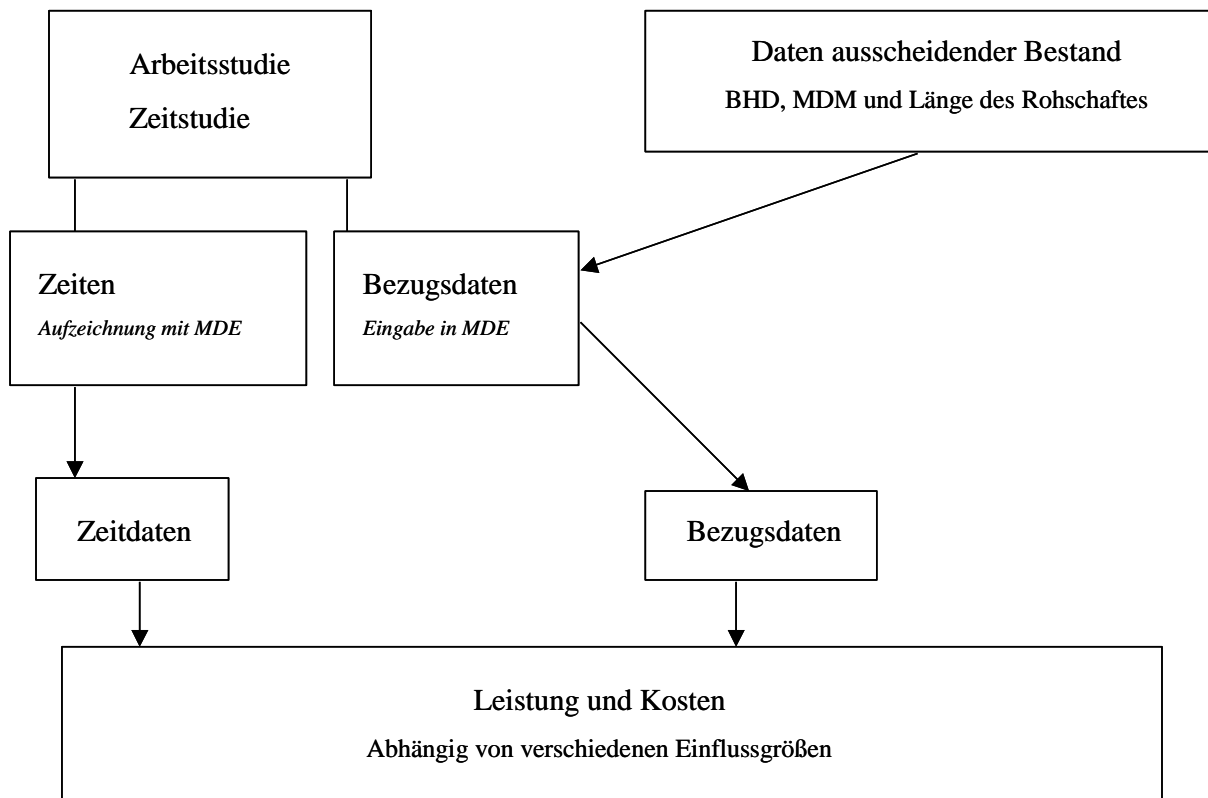 Arbeitsstudie
Zeitstudie
Daten ausscheidender Bestand
BHD, MDM und Länge des Rohschaftes
Zeiten
Aufzeichnung mit MDE
Bezugsdaten
Eingabe in MDE
Zeitdaten
Bezugsdaten
Leistung und Kosten
Abhängig von verschiedenen Einflussgrößen